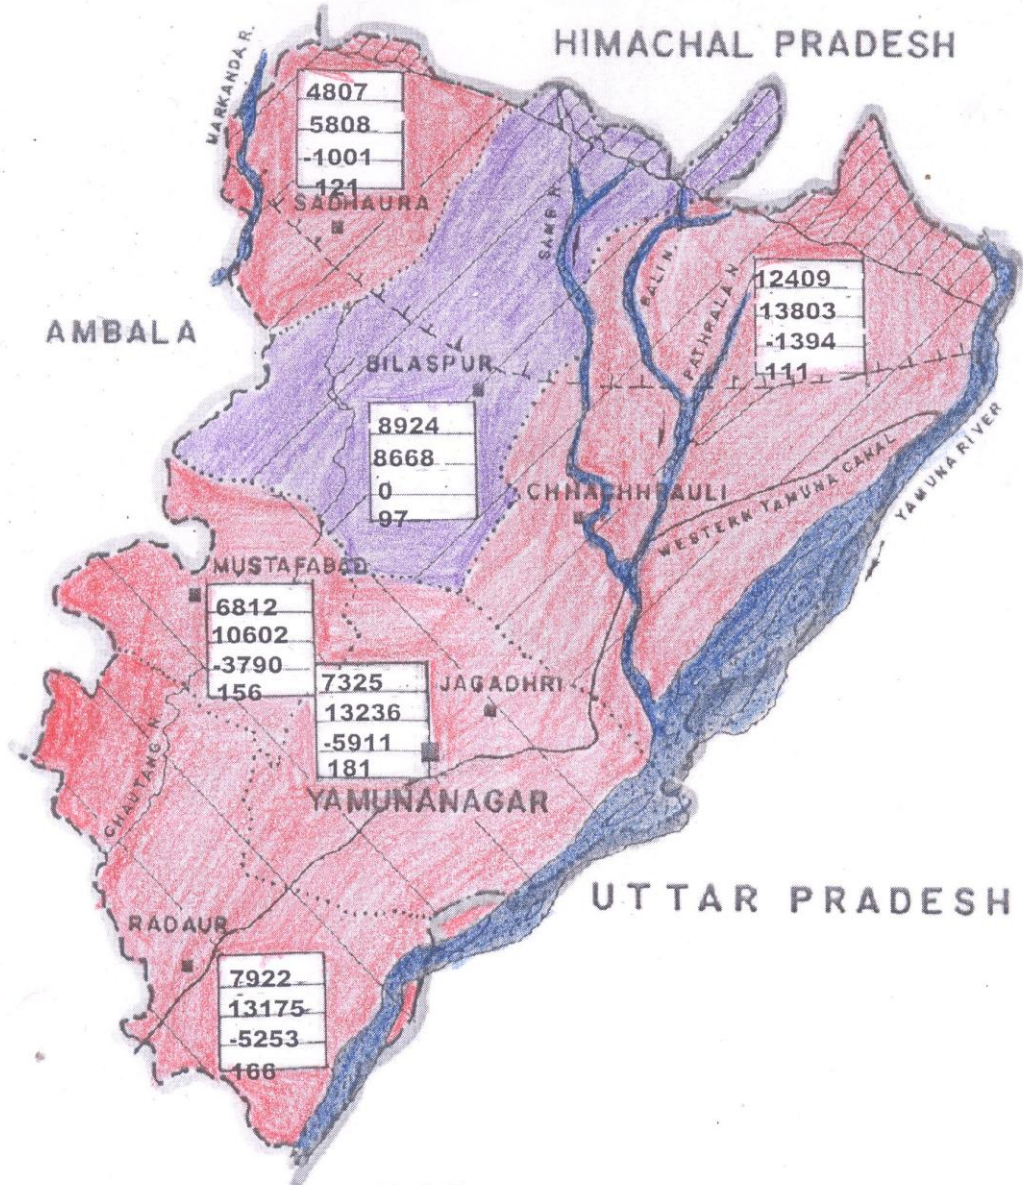 HIMACHAL PRADESH
MARKANDA R.
4807
5808
-1001
121
SADHAURA
SAMB R.
BALI N
PATHRALA N
12409
13803
-1394
111
AMBALA
BILASPUR
8924
8668
0
97
CHHACHHRAULI
WESTERN YAMUNA CANAL
YAMUNA RIVER
MUSTAFABAD
6812
10602
-3790
156
7325
13236
-5911
181
JAGADHRI
YAMUNANAGAR
CHAUTANG R.
UTTAR PRADESH
RADAUR
7922
13175
-5253
166